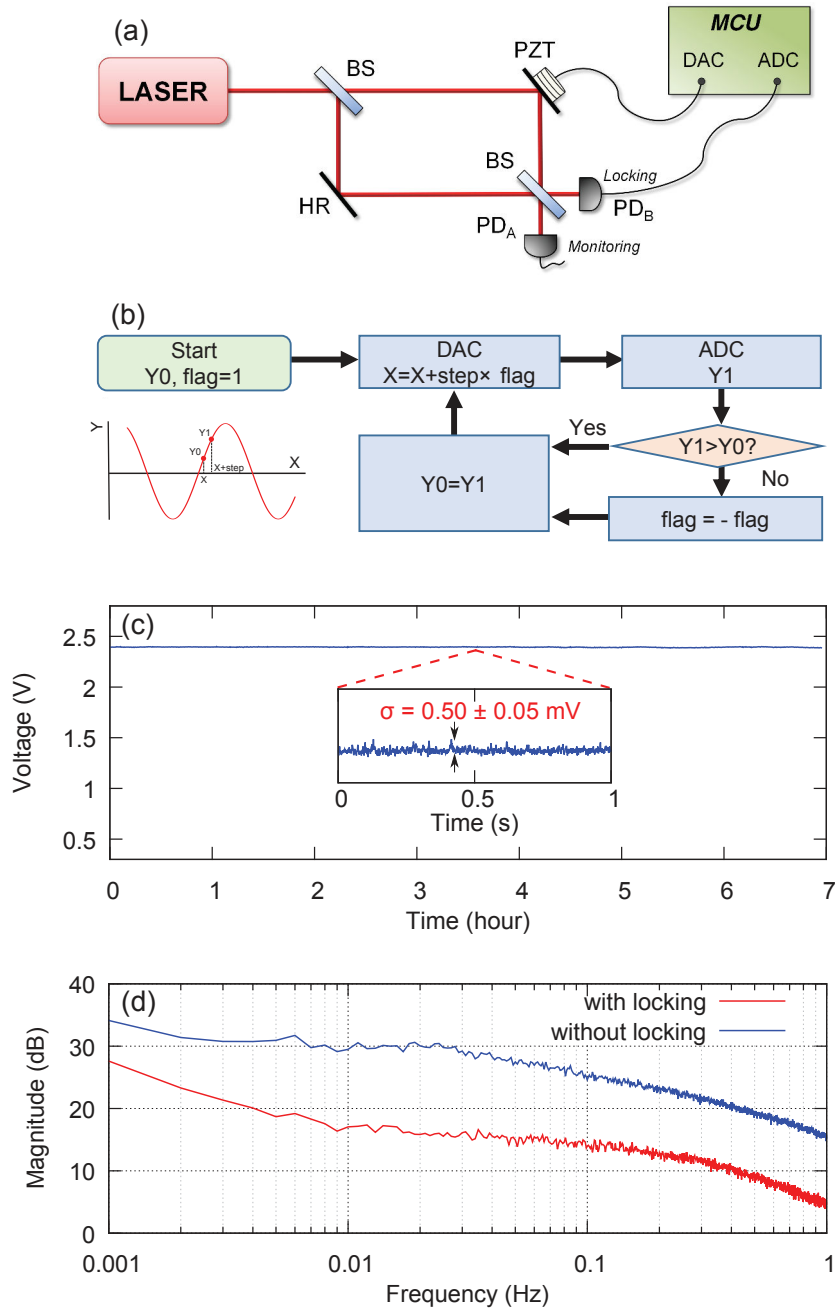 (a)
LASER
BS
PZT
MCU
DAC
ADC
HR
BS
Locking
PD_B
PD_A
Monitoring
(b)
Start
Y0, flag=1
DAC
X=X+step× flag
ADC
Y1
Yes
Y1>Y0?
No
Y0=Y1
flag = - flag
Y
Y1
Y0
X
X+step
X
(c)
Voltage (V)
2.5
2
1.5
1
0.5
σ = 0.50 ± 0.05 mV
0 0.5 1
Time (s)
0 1 2 3 4 5 6 7
Time (hour)
(d)
with locking
without locking
Magnitude (dB)
40
30
20
10
0
0.001 0.01 0.1 1
Frequency (Hz)